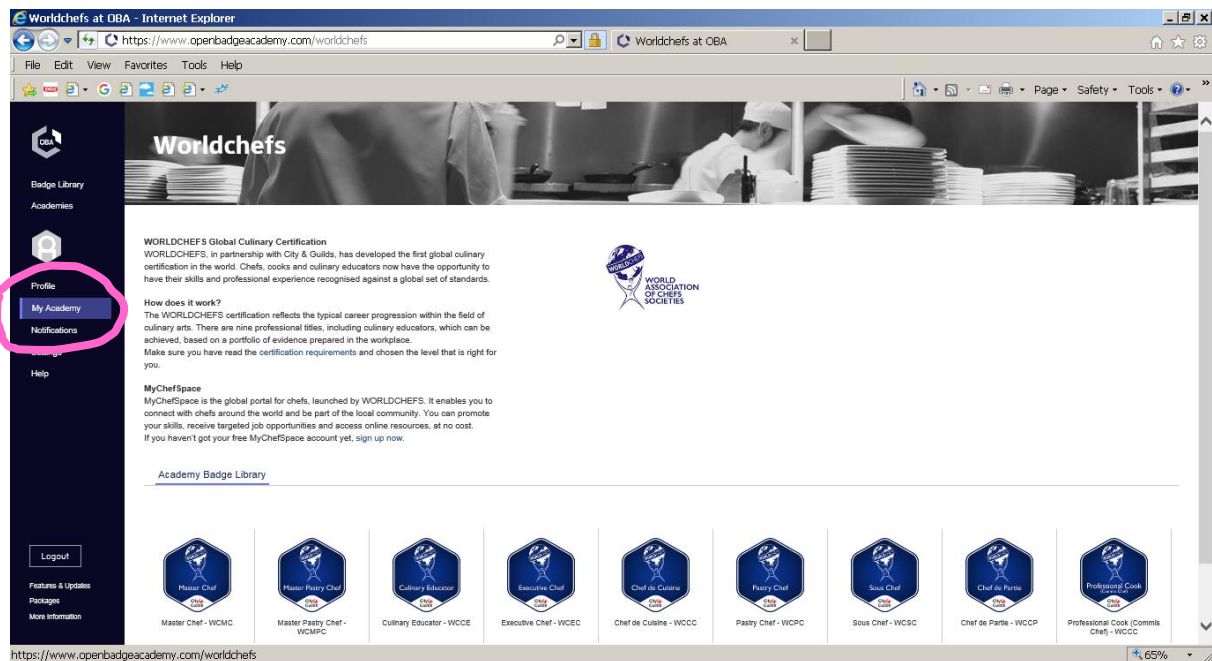 Worldchefs at OBA - Internet Explorer
https://www.openbadgeacademy.com/worldchefs
Worldchefs at OBA
File Edit View Favorites Tools Help
Page Safety Tools
OBA
Badge Library
Academies
Profile
My Academy
Notifications
Help
Logout
Features & Updates
Packages
More Information
Worldchefs
WORLDCHEFS Global Culinary Certification
WORLDCHEFS, in partnership with City & Guilds, has developed the first global culinary
certification in the world. Chefs, cooks and culinary educators now have the opportunity to
have their skills and professional experience recognised against a global set of standards.
How does it work?
The WORLDCHEFS certification reflects the typical career progression within the field of
culinary arts. There are nine professional titles, including culinary educators, which can be
achieved, based on a portfolio of evidence prepared in the workplace.
Make sure you have read the certification requirements and chosen the level that is right for
you.
MyChefSpace
MyChefSpace is the global portal for chefs, launched by WORLDCHEFS. It enables you to
connect with chefs around the world and be part of the local community. You can promote
your skills, receive targeted job opportunities and access online resources, at no cost.
If you haven't got your free MyChefSpace account yet, sign up now.
WORLDCHEFS
WORLD
ASSOCIATION
OF CHEFS
SOCIETIES
Academy Badge Library
Master Chef
Master Pastry Chef
Culinary Educator
Executive Chef
Chef de Cuisine
Pastry Chef
Sous Chef
Chef de Partie
Professional Cook
Master Chef - WCMC
Master Pastry Chef -
WCMPC
Culinary Educator - WCCE
Executive Chef - WCEC
Chef de Cuisine - WCCC
Pastry Chef - WCPC
Sous Chef - WCSC
Chef de Partie - WCCP
Professional Cook (Commis
Chef) - WCCC
https://www.openbadgeacademy.com/worldchefs
65%